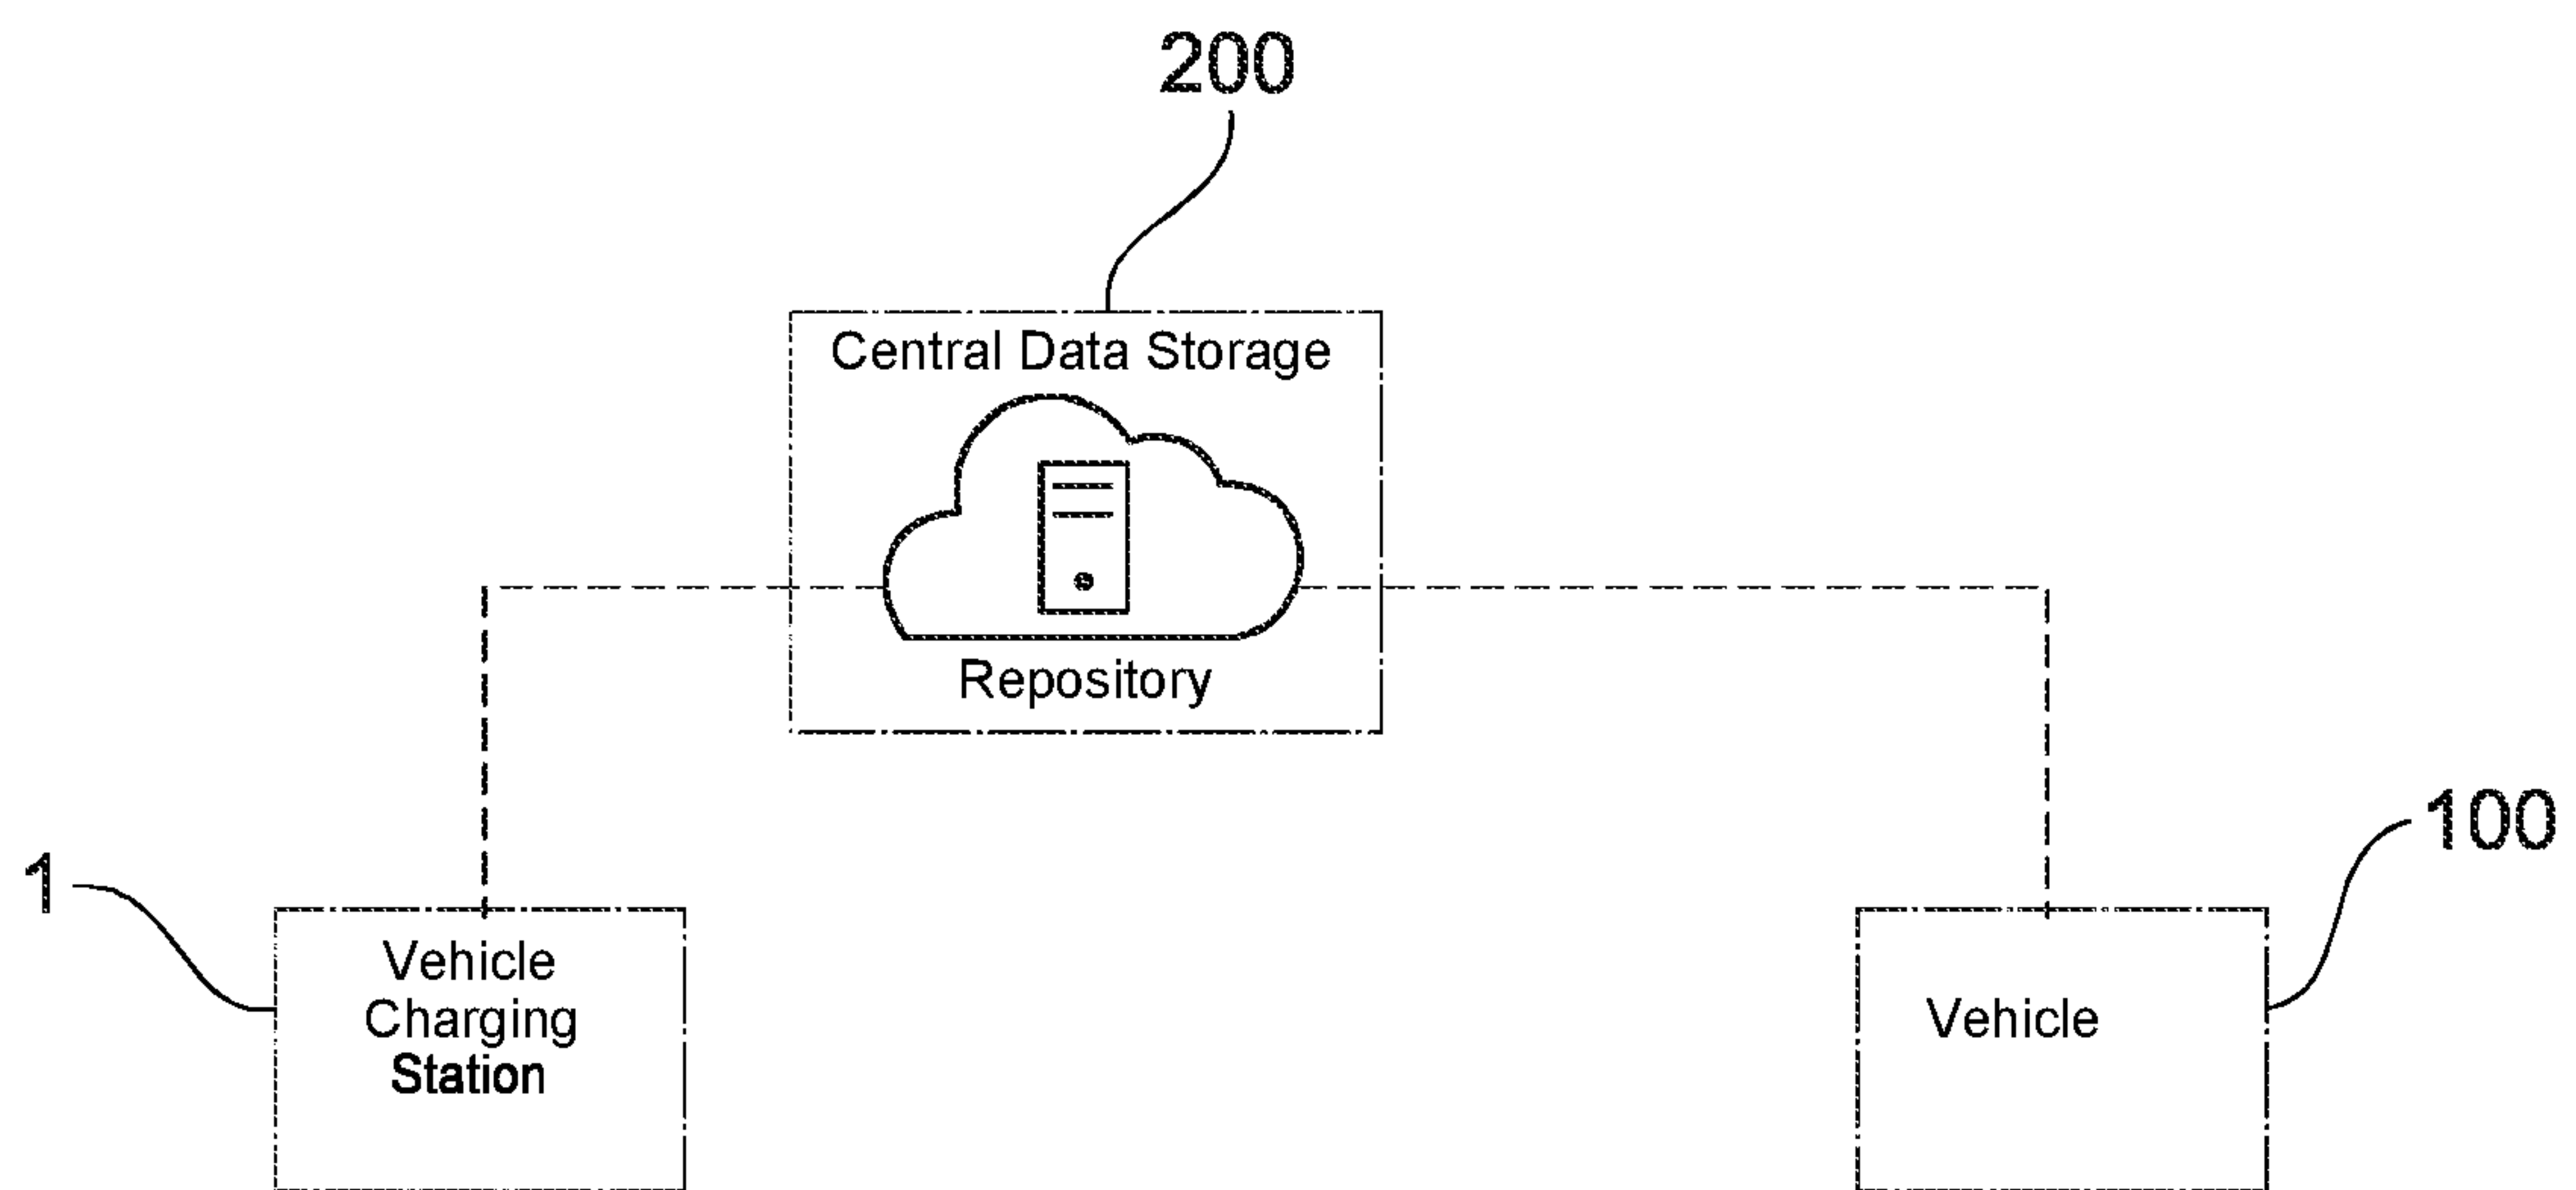 200
Central Data Storage
Repository
100
1
Vehicle
Charging
Station
Vehicle